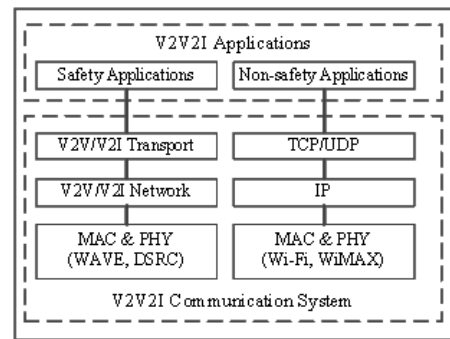 V2V2I Applications
Safety Applications
Non-safety Applications
V2V/V2I Transport
TCP/UDP
V2V/V2I Network
IP
MAC & PHY
(WAVE, DSRC)
MAC & PHY
(Wi-Fi, WiMAX)
V2V2I Communication System